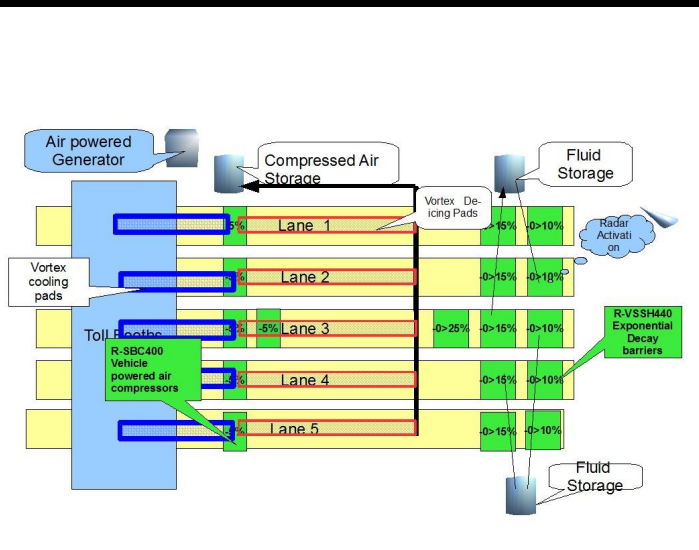 Air powered
Generator
Compressed Air
Storage
Fluid
Storage
Vortex De-
icing Pads
Radar
Activati
on
5%
Lane 1
->15%
-0>10%
Vortex
cooling
pads
Lane 2
-0>15%
-0>10%
R-VSSH440
Exponential
Decay
barriers
Toll Booths
-5%
Lane 3
-0>25%
-0>15%
-0>10%
R-SBC400
Vehicle
powered air
compressors
Lane 4
-0>15%
-0>10%
Lane 5
-0>15%
-0>10%
Fluid
Storage